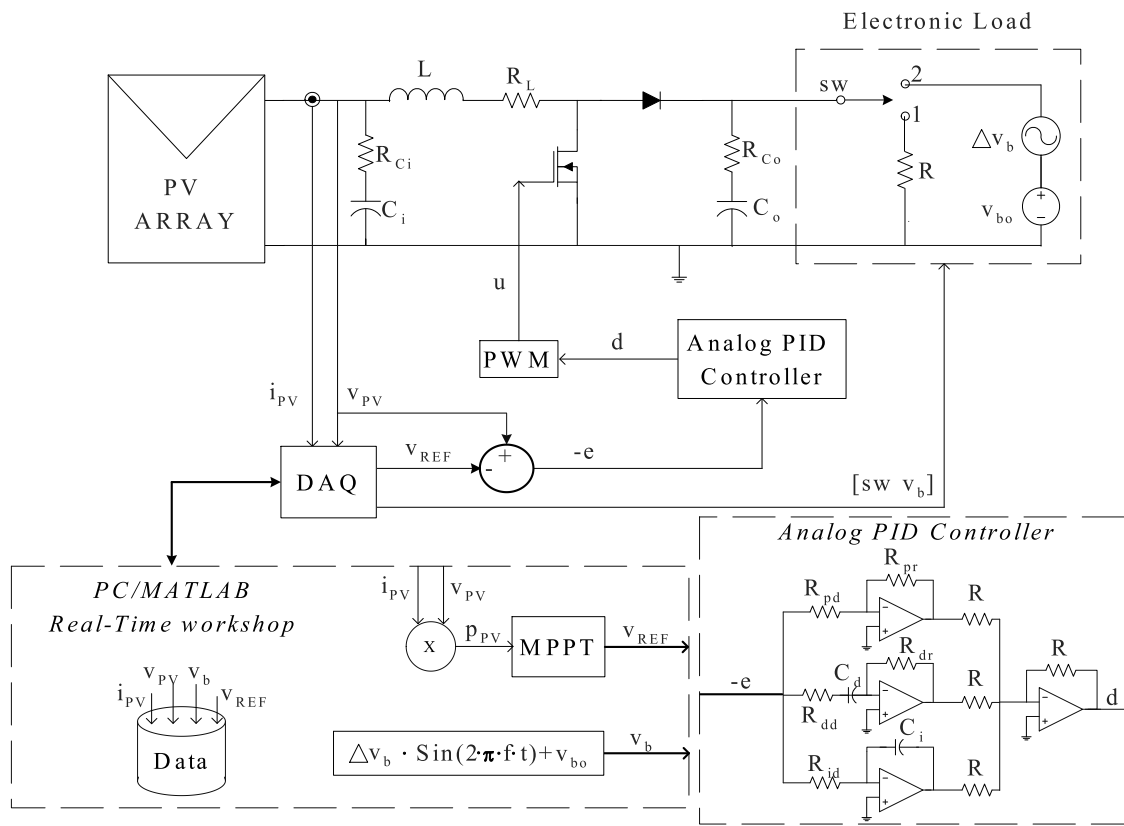 Electronic Load
L
R_L
sw
2
1
R_Ci
C_i
R_Co
C_o
R
△v_b
+
−
v_bo
PV
ARRAY
u
d
PWM
Analog PID
Controller
i_PV
v_PV
v_REF
+
-
-e
DAQ
[sw v_b]
PC/MATLAB
Real-Time workshop
i_PV
v_PV
x
p_PV
MPPT
v_REF
v_PV
v_b
i_PV
v_REF
Data
△v_b · Sin(2·π·f·t)+v_bo
v_b
Analog PID Controller
-e
R_pd
R_pr
R
−
+
R_dd
C_d
R_dr
R
−
+
R_id
C_i
R
−
+
R
−
+
d